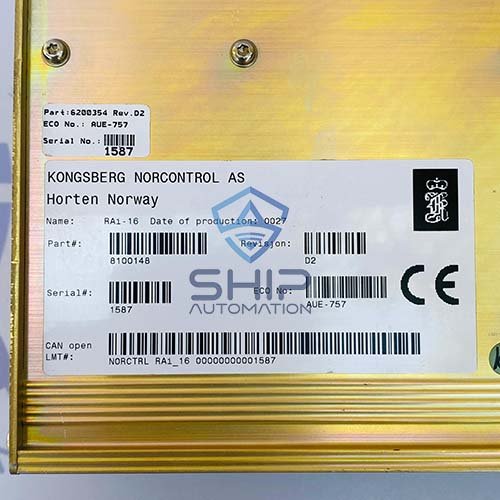 Part:6200354 Rev.D2
ECO No.: AUE-757
Serial No.:
1587
KONGSBERG NORCONTROL AS
Horten Norway
Name: RAi-16 Date of production: 0027
Part#: Revision:
8100148 D2
Serial#: ECO No:
1587 AUE-757
CE
SHIP
AUTOMATION
CAN open
LMT#: NORCTRL RAi_16 00000000001587